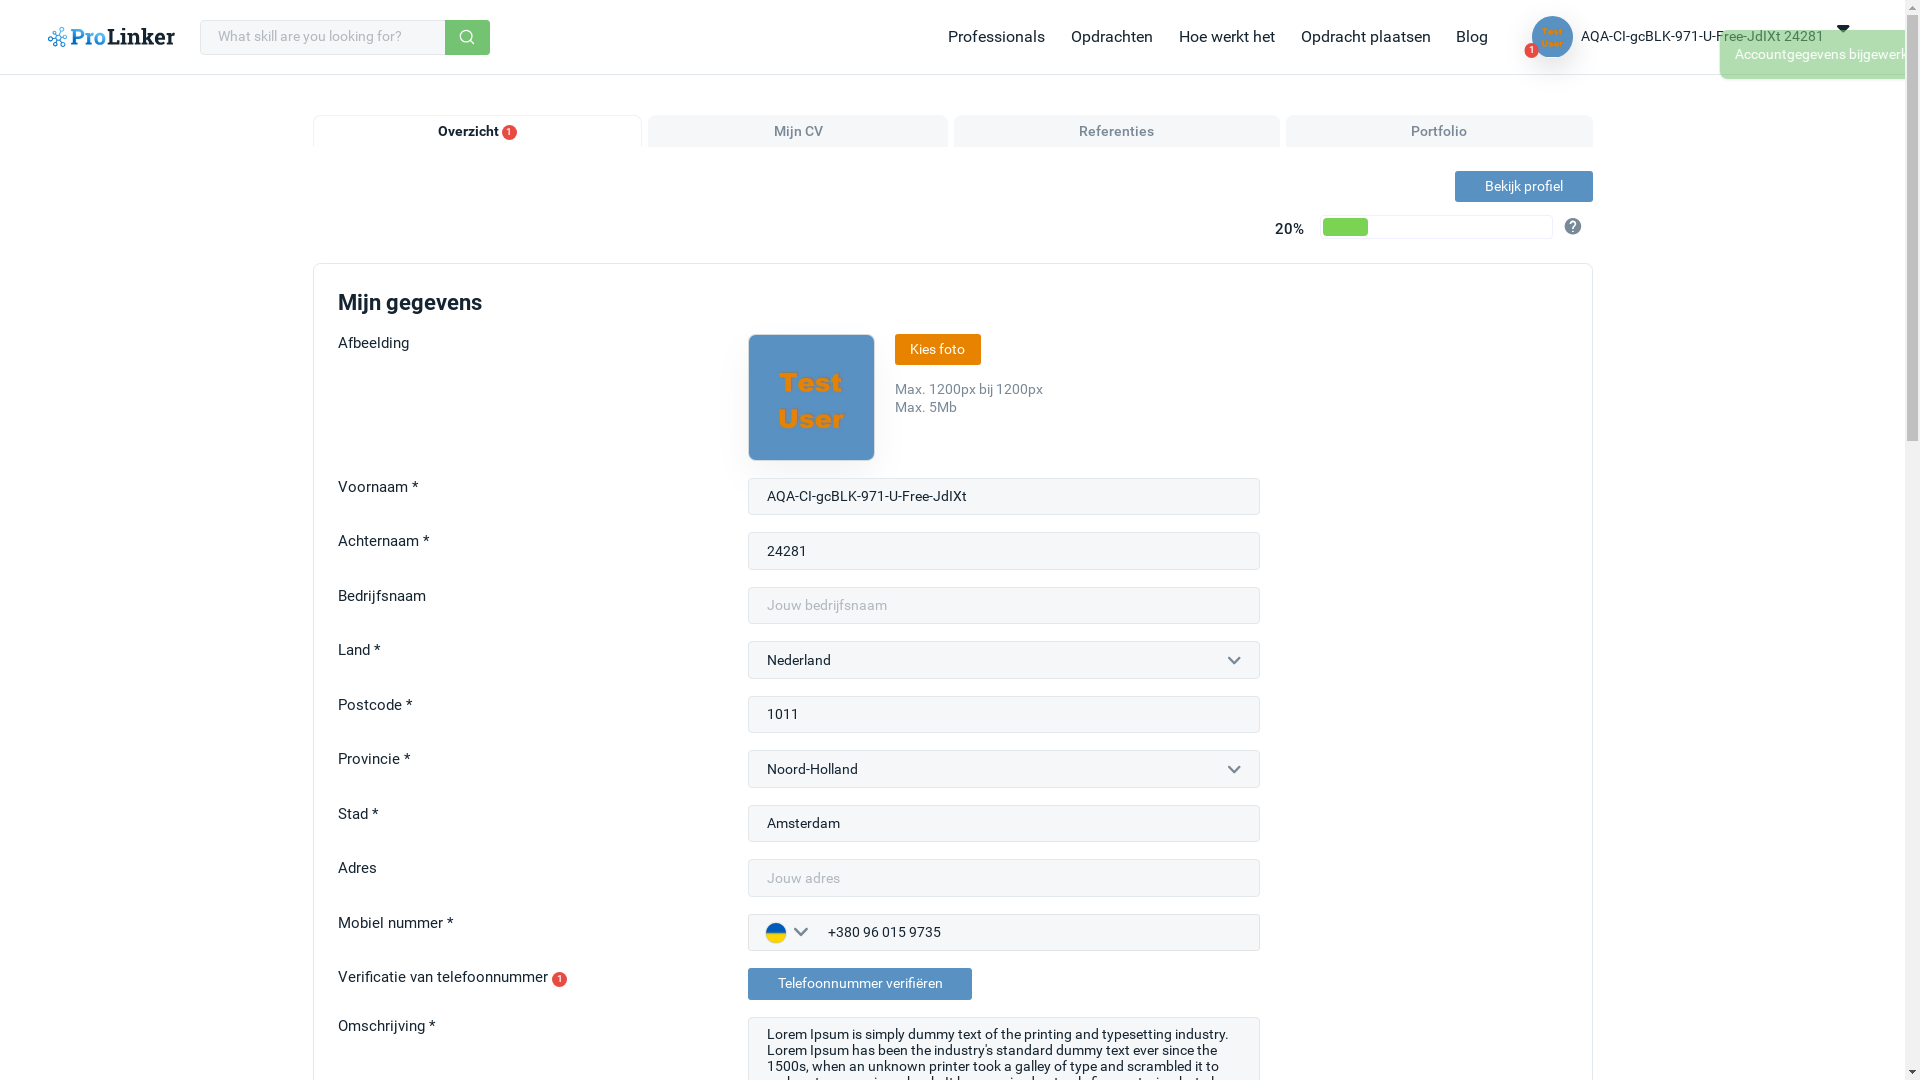 ProLinker
What skill are you looking for?
Professionals
Opdrachten
Hoe werkt het
Opdracht plaatsen
Blog
Test
User
1
AQA-CI-gcBLK-971-U-Free-JdIXt 24281
Accountgegevens bijgewerk
Overzicht 1
Mijn CV
Referenties
Portfolio
Bekijk profiel
20%
?
Mijn gegevens
Afbeelding
Test
User
Kies foto
Max. 1200px bij 1200px
Max. 5Mb
Voornaam *
AQA-CI-gcBLK-971-U-Free-JdIXt
Achternaam *
24281
Bedrijfsnaam
Jouw bedrijfsnaam
Land *
Nederland
Postcode *
1011
Provincie *
Noord-Holland
Stad *
Amsterdam
Adres
Jouw adres
Mobiel nummer *
+380 96 015 9735
Verificatie van telefoonnummer 1
Telefoonnummer verifiëren
Omschrijving *
Lorem Ipsum is simply dummy text of the printing and typesetting industry.
Lorem Ipsum has been the industry's standard dummy text ever since the
1500s, when an unknown printer took a galley of type and scrambled it to